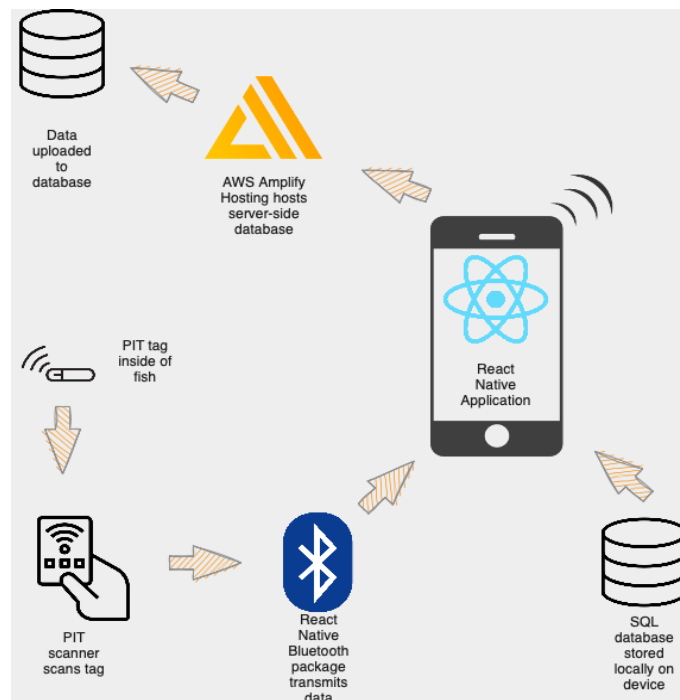 Data
uploaded
to
database
AWS Amplify
Hosting hosts
server-side
database
PIT tag
inside of
fish
React
Native
Application
PIT
scanner
scans tag
React
Native
Bluetooth
package
transmits
data
SQL
database
stored
locally on
device